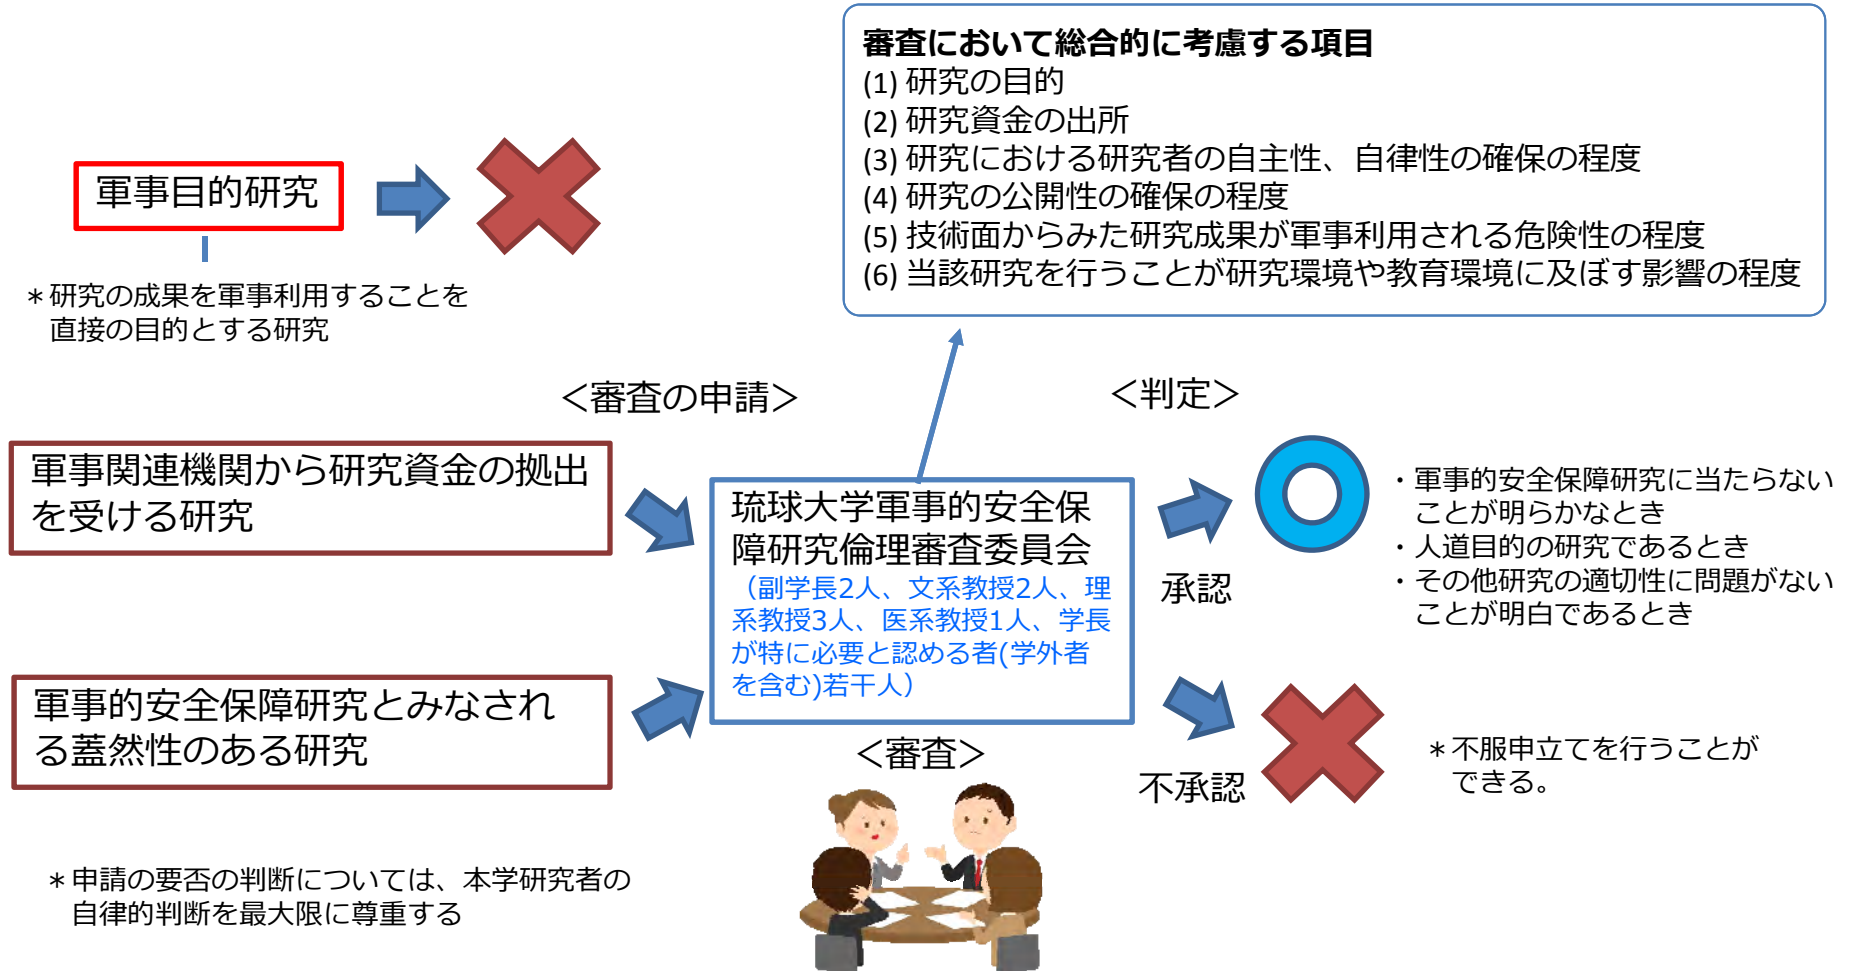 審査において総合的に考慮する項目
(1) 研究の目的
(2) 研究資金の出所
(3) 研究における研究者の自主性、自律性の確保の程度
(4) 研究の公開性の確保の程度
(5) 技術面からみた研究成果が軍事利用される危険性の程度
(6) 当該研究を行うことが研究環境や教育環境に及ぼす影響の程度
軍事目的研究
＊研究の成果を軍事利用することを
直接の目的とする研究
＜審査の申請＞
＜判定＞
軍事関連機関から研究資金の拠出
を受ける研究
軍事的安全保障研究とみなされ
る蓋然性のある研究
琉球大学軍事的安全保
障研究倫理審査委員会
（副学長2人、文系教授2人、理
系教授3人、医系教授1人、学長
が特に必要と認める者(学外者
を含む)若干人）
＜審査＞
承認
・軍事的安全保障研究に当たらない
ことが明らかなとき
・人道目的の研究であるとき
・その他研究の適切性に問題がない
ことが明白であるとき
不承認
＊不服申立てを行うことが
できる。
＊申請の要否の判断については、本学研究者の
自律的判断を最大限に尊重する